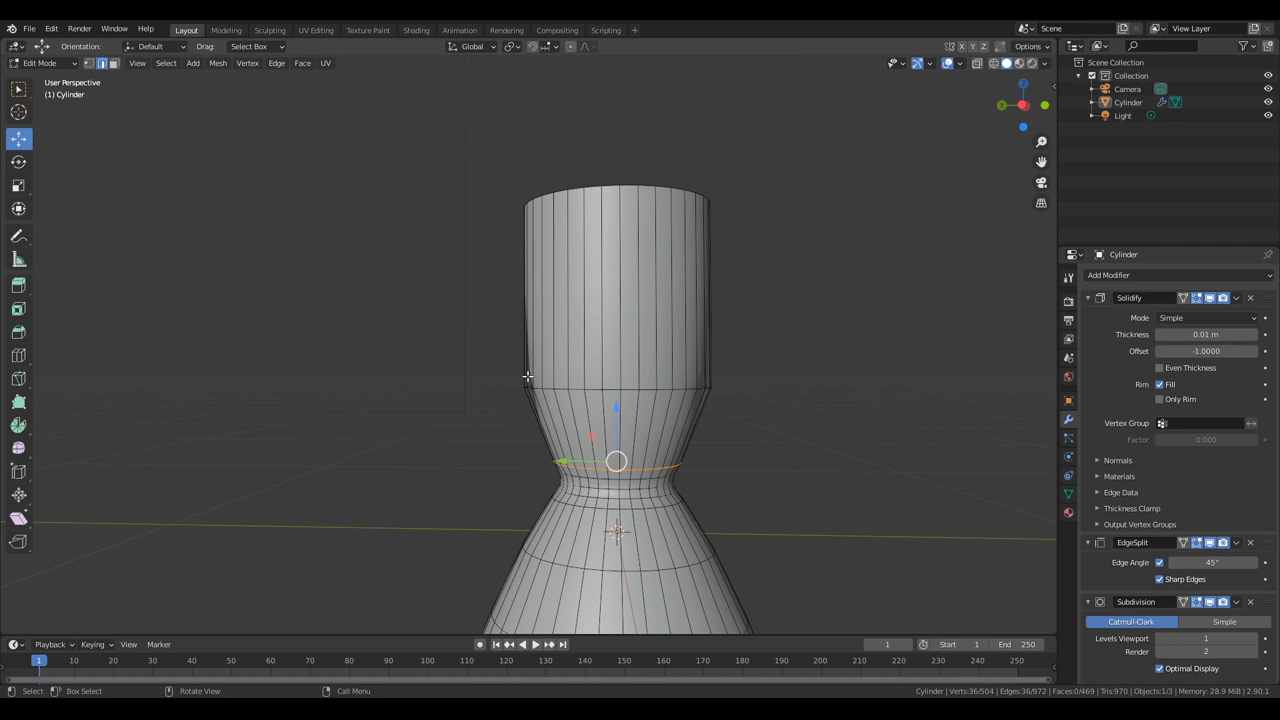 File Edit Render Window Help Layout Modeling Sculpting UV Editing Texture Paint Shading Animation Rendering Compositing Scripting + Scene View Layer
Orientation: Default Drag: Select Box Global X Y Z Options
Edit Mode View Select Add Mesh Vertex Edge Face UV
User Perspective
(1) Cylinder
Scene Collection
Collection
Camera
Cylinder
Light
Z
Y
Cylinder
Add Modifier
Solidify
Mode Simple
Thickness 0.01 m
Offset -1.0000
Even Thickness
Rim Fill
Only Rim
Vertex Group
Factor 0.000
Normals
Materials
Edge Data
Thickness Clamp
Output Vertex Groups
EdgeSplit
Edge Angle 45°
Sharp Edges
Subdivision
Catmull-Clark Simple
Levels Viewport 1
Render 2
Optimal Display
Playback Keying View Marker 1 Start 1 End 250
1 10 20 30 40 50 60 70 80 90 100 110 120 130 140 150 160 170 180 190 200 210 220 230 240 250
Select Box Select Rotate View Call Menu Cylinder | Verts:36/504 | Edges:36/972 | Faces:0/469 | Tris:970 | Objects:1/3 | Memory: 28.9 MiB | 2.90.1